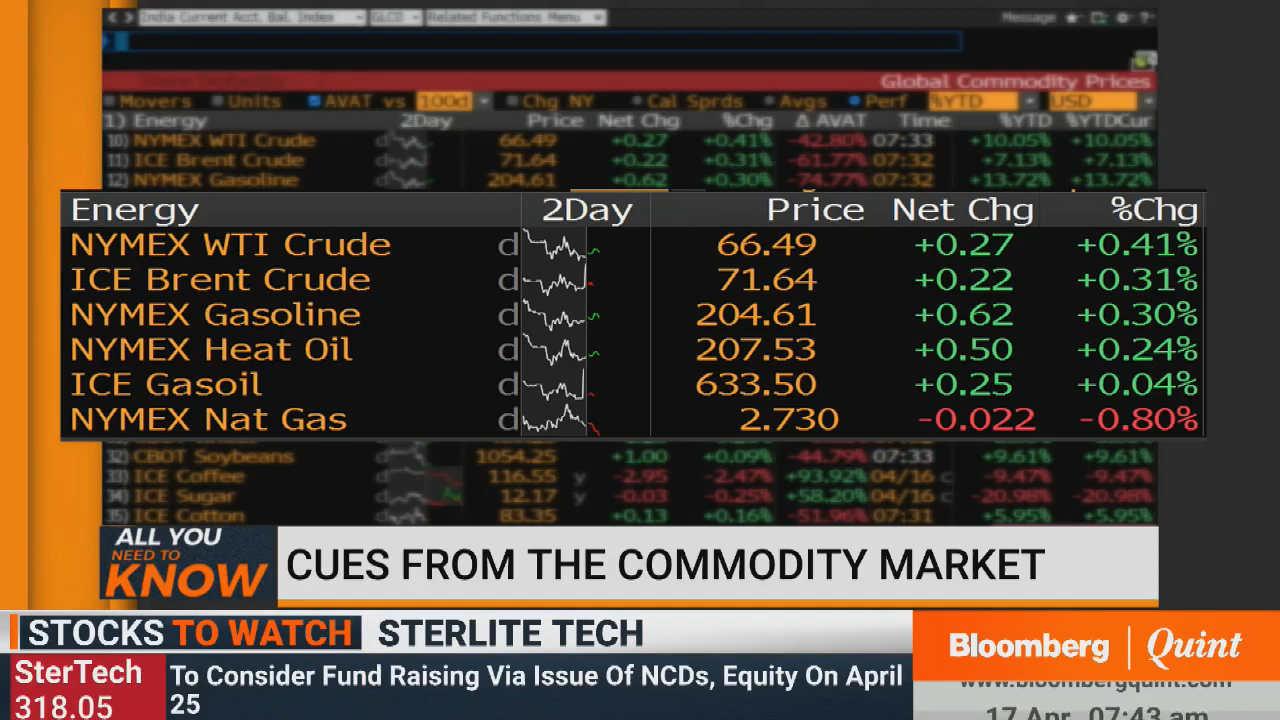 India Current Acct. Bal. Index GLCO Related Functions Menu Message
Global Commodity Prices
Movers Units AVAT vs 100d Chg NY Cal Sprds Avgs Perf %YTD USD
1) Energy 2Day Price Net Chg %Chg Δ AVAT Time %YTD %YTDCur
10) NYMEX WTI Crude d 66.49 +0.27 +0.41% -42.80% 07:33 +10.05% +10.05%
11) ICE Brent Crude d 71.64 +0.22 +0.31% -61.77% 07:32 +7.13% +7.13%
12) NYMEX Gasoline d 204.61 +0.62 +0.30% -74.77% 07:32 +13.72% +13.72%
Energy 2Day Price Net Chg %Chg
NYMEX WTI Crude d 66.49 +0.27 +0.41%
ICE Brent Crude d 71.64 +0.22 +0.31%
NYMEX Gasoline d 204.61 +0.62 +0.30%
NYMEX Heat Oil d 207.53 +0.50 +0.24%
ICE Gasoil d 633.50 +0.25 +0.04%
NYMEX Nat Gas d 2.730 -0.022 -0.80%
32) CBOT Soybeans d 1054.25 +1.00 +0.09% -44.79% 07:33 +9.61% +9.61%
33) ICE Coffee d 116.55 y -2.95 -2.47% +93.92% 04/16 c -9.47% -9.47%
34) ICE Sugar d 12.17 y -0.03 -0.25% +58.20% 04/16 c -20.98% -20.98%
35) ICE Cotton d 83.35 +0.13 +0.16% -51.96% 07:31 +5.95% +5.95%
ALL YOU
NEED TO
KNOW
CUES FROM THE COMMODITY MARKET
STOCKS TO WATCH STERLITE TECH
SterTech
318.05
To Consider Fund Raising Via Issue Of NCDs, Equity On April
25
Bloomberg | Quint
www.bloombergquint.com
17 Apr, 07:43 am